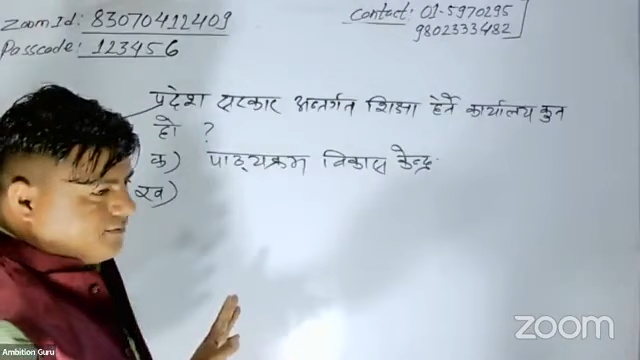 Zoom Id: 83070412409
Contact: 01-5970295
9802333482
Passcode: 123456
प्रदेश सरकार अन्तर्गत शिक्षा हेर्ने कार्यालय कुन
हो ?
क) पाठ्यक्रम विकास केन्द्र
ख)
zoom
Ambition Guru